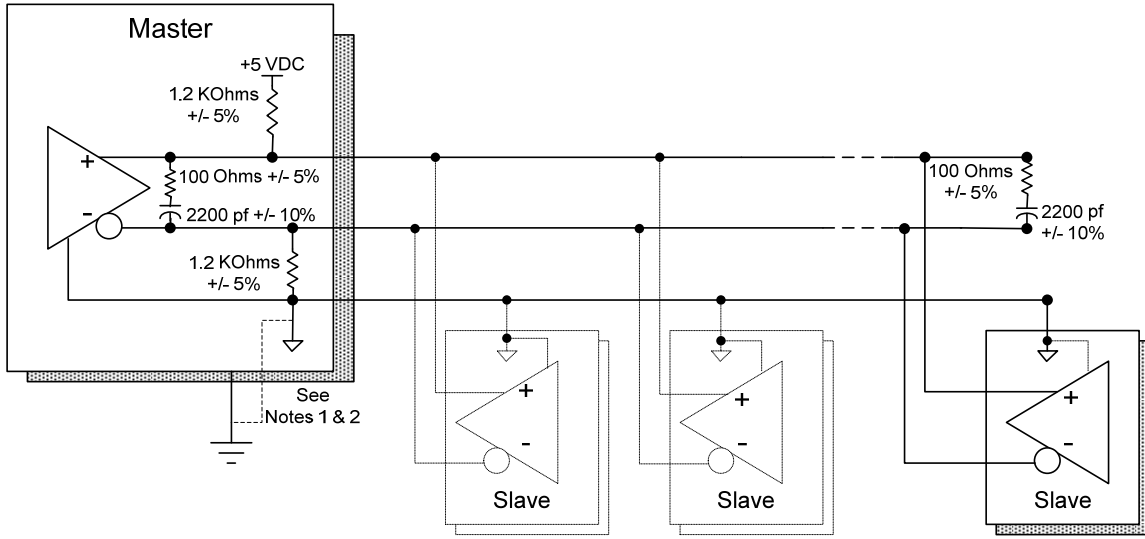 Master
+5 VDC
1.2 KOhms
+/- 5%
+
100 Ohms +/- 5%
-
2200 pf +/- 10%
1.2 KOhms
+/- 5%
See
Notes 1 & 2
100 Ohms
+/- 5%
2200 pf
+/- 10%
+
-
Slave
+
-
Slave
+
-
Slave